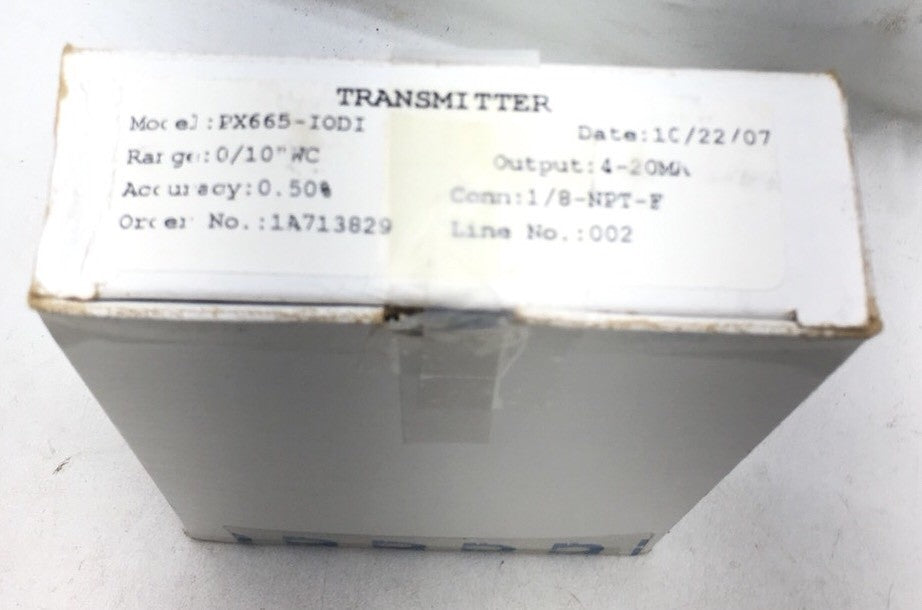 TRANSMITTER
Model:PX665-10DI Date:10/22/07
Range:0/10"WC Output:4-20MA
Accuracy:0.50% Conn:1/8-NPT-F
Order No.:1A713829 Line No.:002